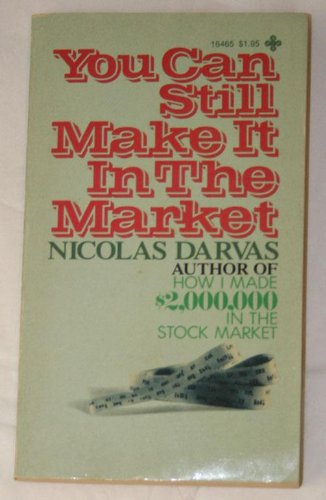 16465 $1.95
You Can
Still
Make It
In The
Market
NICOLAS DARVAS
AUTHOR OF
HOW I MADE
$2,000,000
IN THE
STOCK MARKET